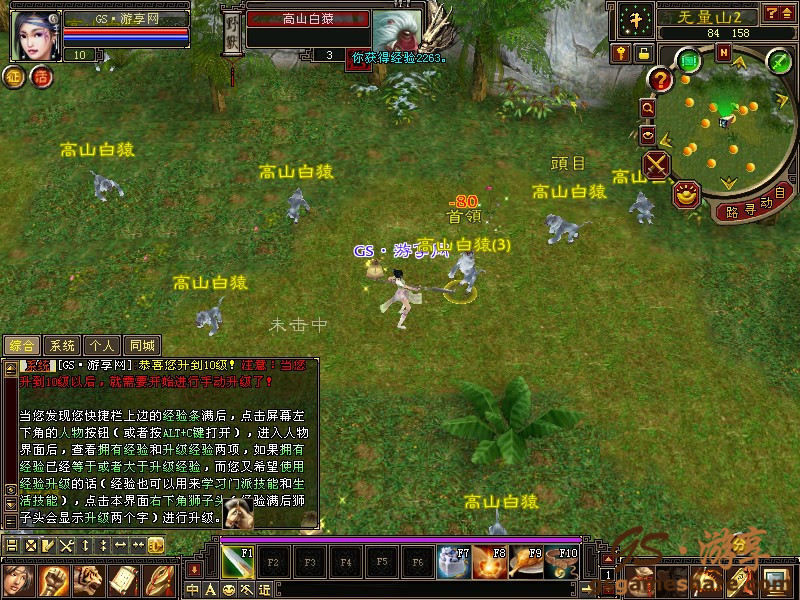 GS·游享网
10
野獸
高山白猿
3
你获得经验2263。
无量山2
84 158
N
征
活
高山白猿
高山白猿
頭目
高山白猿
高山
路寻动自
-80
首領
GS·游享网
高山白猿(3)
高山白猿
未击中
综合 系统 个人 同城
系统 [GS·游享网] 恭喜您升到10级！注意：当您
升到10级以后，就需要开始进行手动升级了！
当您发现您快捷栏上边的经验条满后，点击屏幕左
下角的人物按钮（或者按ALT+C键打开），进入人物
界面后，查看拥有经验和升级经验两项，如果拥有
经验已经等于或者大于升级经验，而您又希望使用
经验升级的话（经验也可以用来学习门派技能和生
活技能），点击本界面右下角狮子头（经验满后狮
子头会显示升级两个字）进行升级。
高山白猿
F1 F2 F3 F4 F5 F6 F7 F8 F9 F10
中 A 近
GS·游享